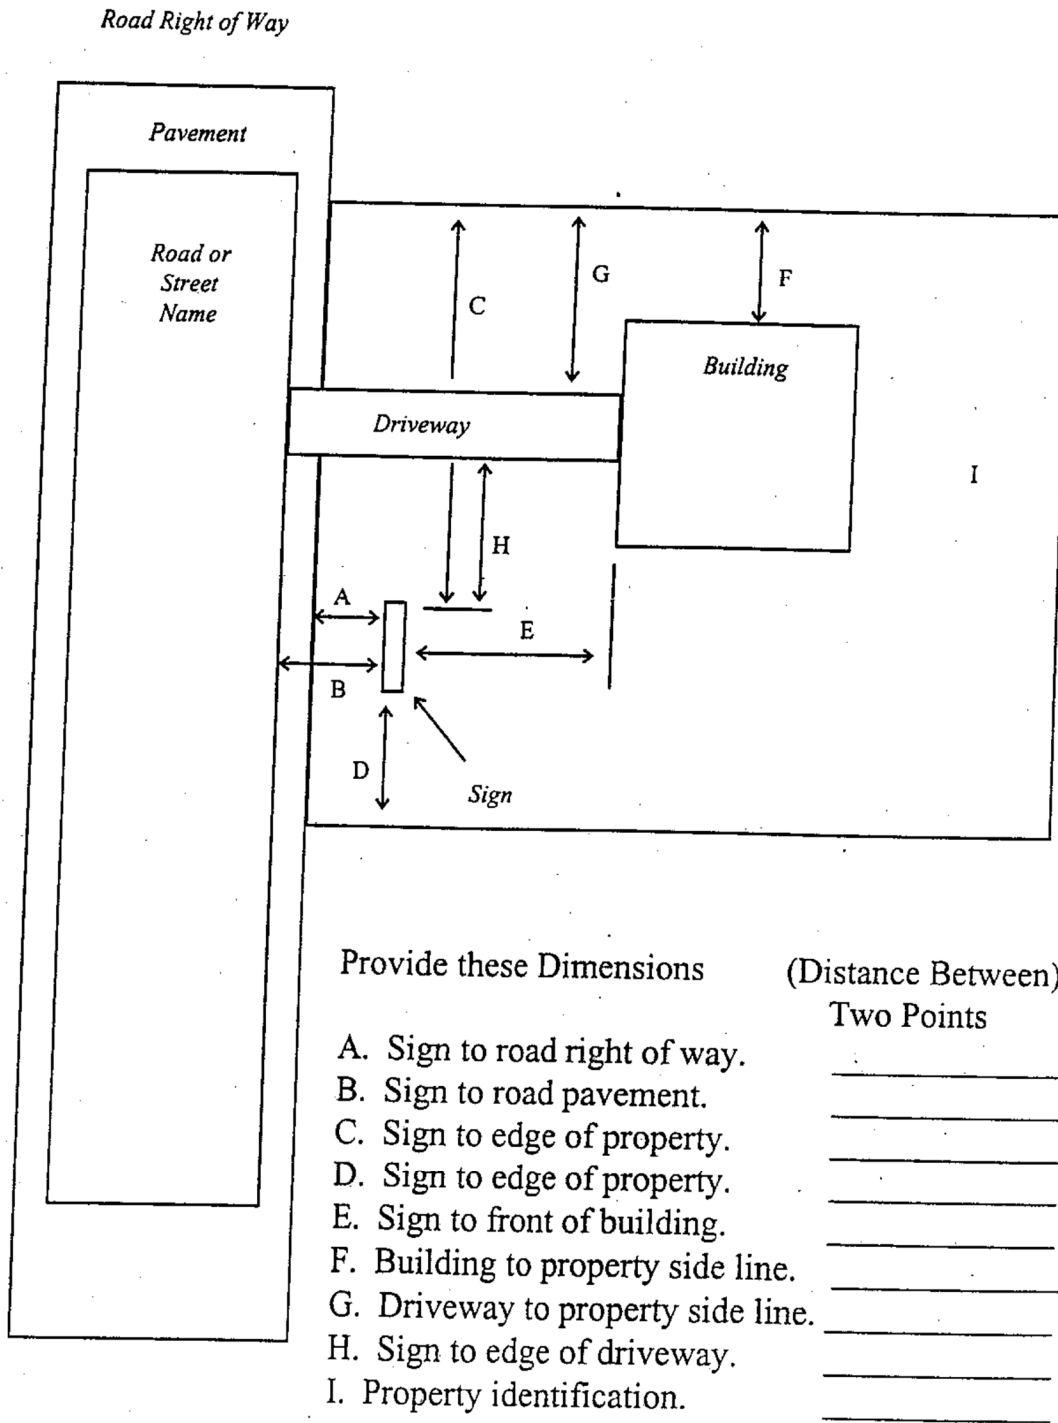 Road Right of Way
Pavement
Road or
Street
Name
C
G
F
Building
Driveway
I
H
A
E
B
D
Sign
Provide these Dimensions (Distance Between)
Two Points
A. Sign to road right of way.
B. Sign to road pavement.
C. Sign to edge of property.
D. Sign to edge of property.
E. Sign to front of building.
F. Building to property side line.
G. Driveway to property side line.
H. Sign to edge of driveway.
I. Property identification.